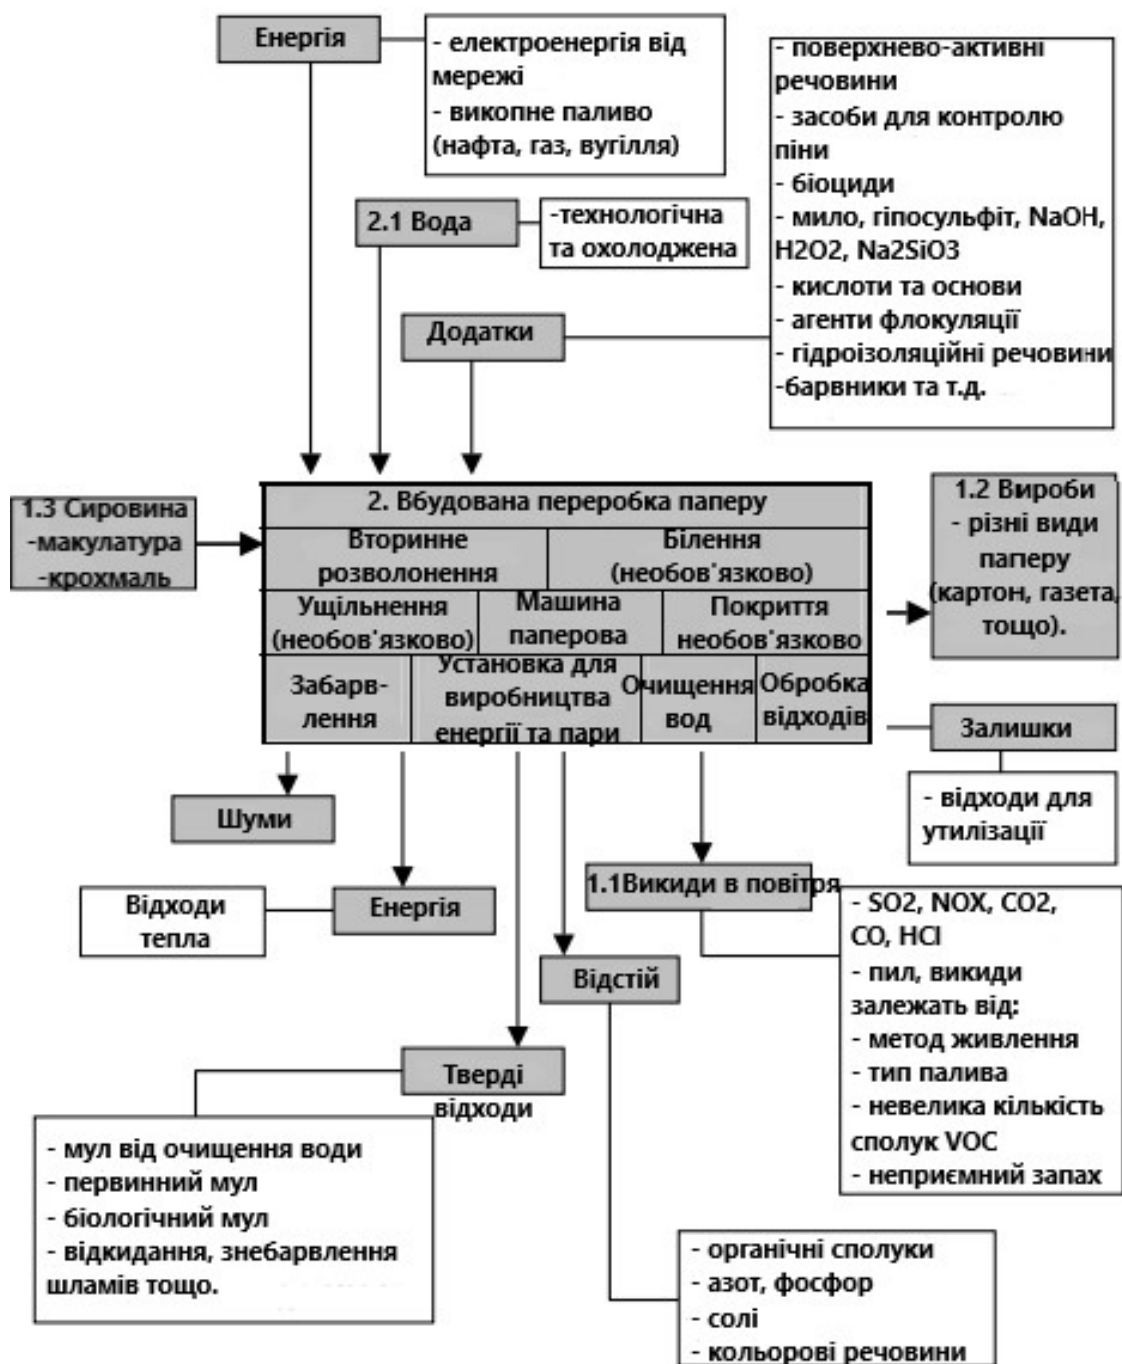 Енергія
- електроенергія від
мережі
- викопне паливо
(нафта, газ, вугілля)
- поверхнево-активні
речовини
- засоби для контролю
піни
- біоциди
- мило, гіпосульфіт, NaOH,
H2O2, Na2SiO3
- кислоти та основи
- агенти флокуляції
- гідроізоляційні речовини
-барвники та т.д.
2.1 Вода
-технологічна
та охолоджена
Додатки
1.3 Сировина
-макулатура
-крохмаль
2. Вбудована переробка паперу
Вторинне
розволонення
Білення
(необов'язково)
Ущільнення
(необов'язково)
Машина
паперова
Покриття
необов'язково
Забарв-
лення
Установка для
виробництва
енергії та пари
Очищення
вод
Обробка
відходів
1.2 Вироби
- різні види
паперу
(картон, газета,
тощо).
Залишки
- відходи для
утилізації
Шуми
Відходи
тепла
Енергія
1.1Викиди в повітря
- SO2, NOX, CO2,
CO, HCl
- пил, викиди
залежать від:
- метод живлення
- тип палива
- невелика кількість
сполук VOC
- неприємний запах
Відстій
Тверді
відходи
- мул від очищення води
- первинний мул
- біологічний мул
- відкидання, знебарвлення
шламів тощо.
- органічні сполуки
- азот, фосфор
- солі
- кольорові речовини